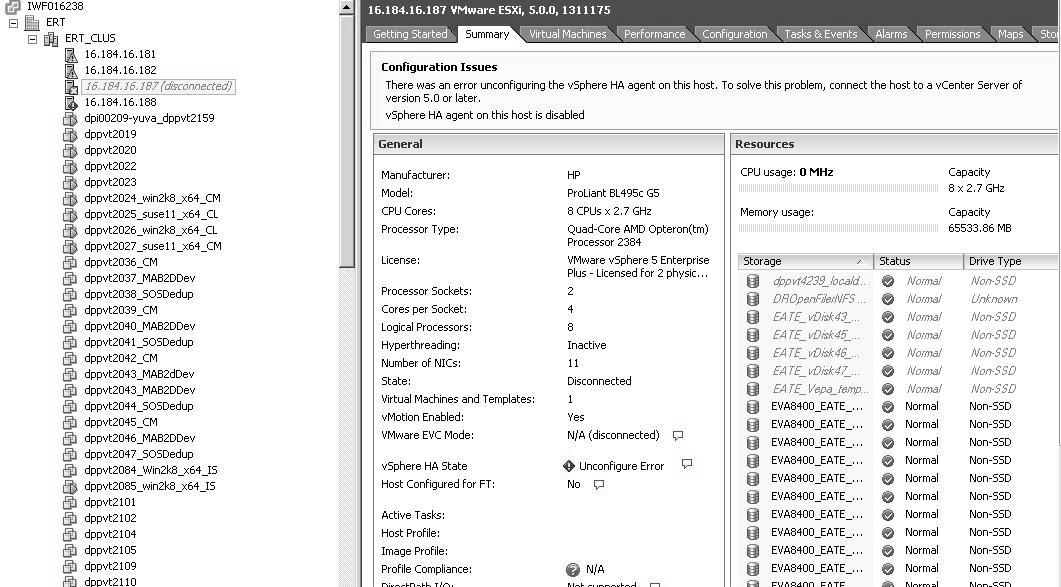 IWF016238
ERT
ERT_CLUS
16.184.16.181
16.184.16.182
16.184.16.187 (disconnected)
16.184.16.188
dpi00209-yuva_dppvt2159
dppvt2019
dppvt2020
dppvt2022
dppvt2023
dppvt2024_win2k8_x64_CM
dppvt2025_suse11_x64_CL
dppvt2026_win2k8_x64_CL
dppvt2027_suse11_x64_CM
dppvt2036_CM
dppvt2037_MAB2DDev
dppvt2038_SOSDedup
dppvt2039_CM
dppvt2040_MAB2DDev
dppvt2041_SOSDedup
dppvt2042_CM
dppvt2043_MAB2dDev
dppvt2043_MAB2DDev
dppvt2044_SOSDedup
dppvt2045_CM
dppvt2046_MAB2DDev
dppvt2047_SOSDedup
dppvt2084_Win2k8_x64_IS
dppvt2085_win2k8_x64_IS
dppvt2101
dppvt2102
dppvt2104
dppvt2105
dppvt2109
dppvt2110
16.184.16.187 VMware ESXi, 5.0.0, 1311175
Getting Started Summary Virtual Machines Performance Configuration Tasks & Events Alarms Permissions Maps Stor
Configuration Issues
There was an error unconfiguring the vSphere HA agent on this host. To solve this problem, connect the host to a vCenter Server of
version 5.0 or later.
vSphere HA agent on this host is disabled
General
Manufacturer: HP
Model: ProLiant BL495c G5
CPU Cores: 8 CPUs x 2.7 GHz
Processor Type: Quad-Core AMD Opteron(tm)
Processor 2384
License: VMware vSphere 5 Enterprise
Plus - Licensed for 2 physic...
Processor Sockets: 2
Cores per Socket: 4
Logical Processors: 8
Hyperthreading: Inactive
Number of NICs: 11
State: Disconnected
Virtual Machines and Templates: 1
vMotion Enabled: Yes
VMware EVC Mode: N/A (disconnected)
vSphere HA State Unconfigure Error
Host Configured for FT: No
Active Tasks:
Host Profile:
Image Profile:
Profile Compliance: N/A
DirectPath I/O: Not supported
Resources
CPU usage: 0 MHz Capacity
8 x 2.7 GHz
Memory usage: Capacity
65533.86 MB
Storage Status Drive Type
dppvt4239_locald... Normal Non-SSD
DROpenFilerNFS ... Normal Unknown
EATE_vDisk43_... Normal Non-SSD
EATE_vDisk45_... Normal Non-SSD
EATE_vDisk46_... Normal Non-SSD
EATE_vDisk47_... Normal Non-SSD
EATE_Vepa_temp... Normal Non-SSD
EVA8400_EATE_... Normal Non-SSD
EVA8400_EATE_... Normal Non-SSD
EVA8400_EATE_... Normal Non-SSD
EVA8400_EATE_... Normal Non-SSD
EVA8400_EATE_... Normal Non-SSD
EVA8400_EATE_... Normal Non-SSD
EVA8400_EATE_... Normal Non-SSD
EVA8400_EATE_... Normal Non-SSD
EVA8400_EATE_... Normal Non-SSD
EVA8400_EATE_... Normal Non-SSD
EVA8400_EATE_... Normal Non-SSD